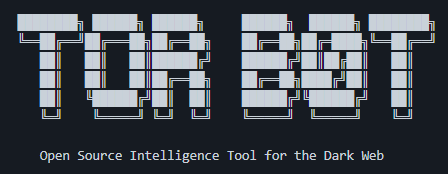 TOR BOT
Open Source Intelligence Tool for the Dark Web